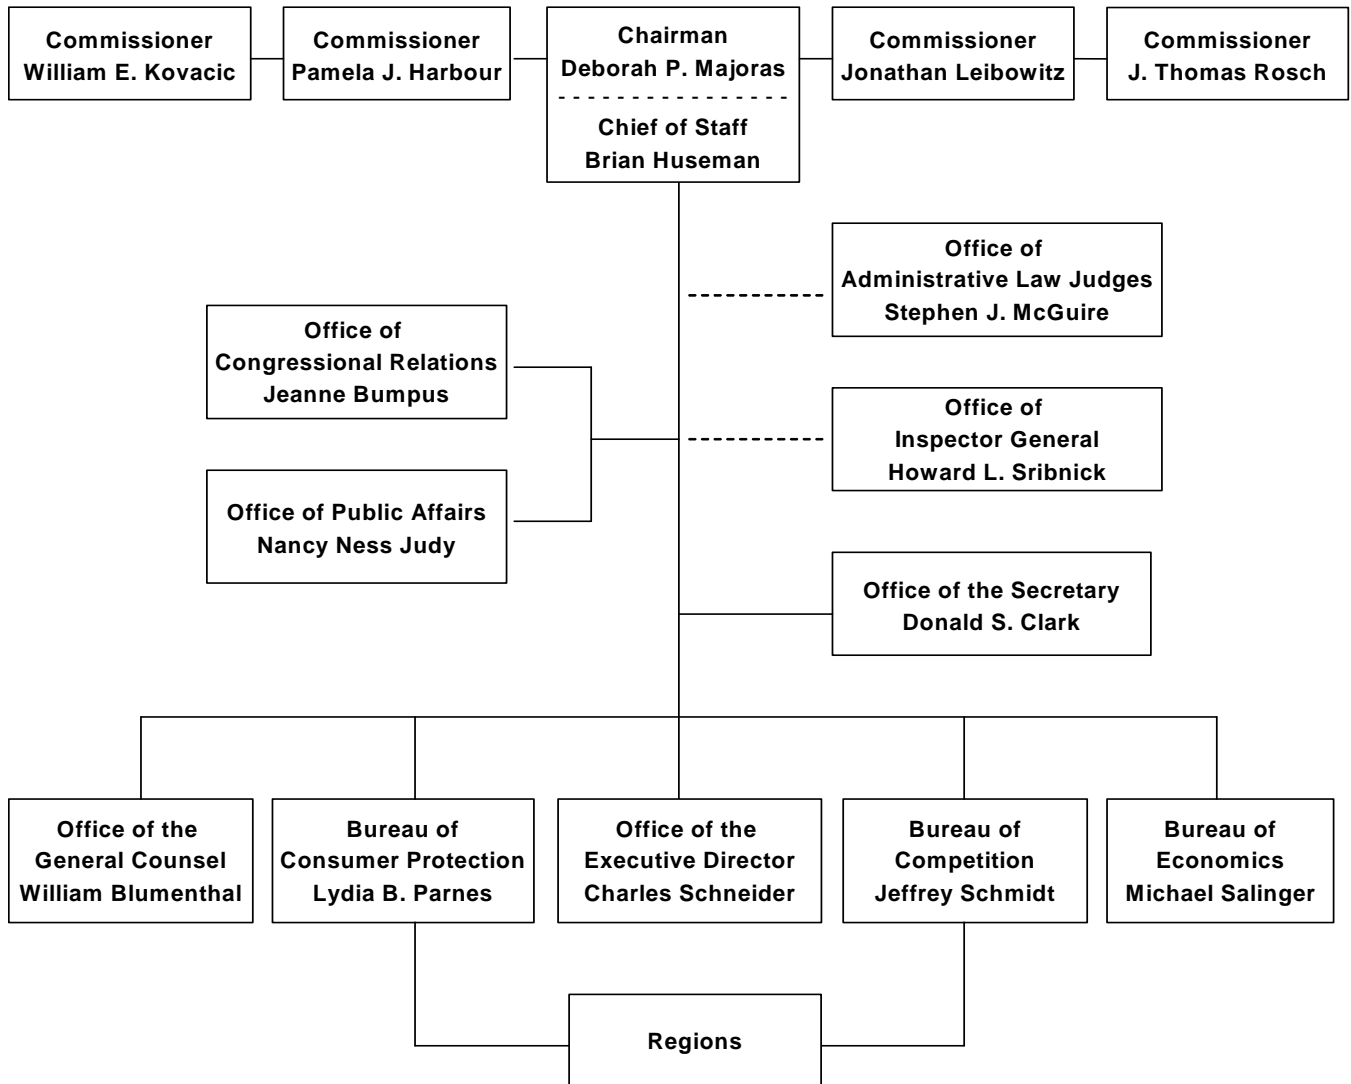 Commissioner
William E. Kovacic
Commissioner
Pamela J. Harbour
Chairman
Deborah P. Majoras
Chief of Staff
Brian Huseman
Commissioner
Jonathan Leibowitz
Commissioner
J. Thomas Rosch
Office of
Administrative Law Judges
Stephen J. McGuire
Office of
Congressional Relations
Jeanne Bumpus
Office of
Inspector General
Howard L. Sribnick
Office of Public Affairs
Nancy Ness Judy
Office of the Secretary
Donald S. Clark
Office of the
General Counsel
William Blumenthal
Bureau of
Consumer Protection
Lydia B. Parnes
Office of the
Executive Director
Charles Schneider
Bureau of
Competition
Jeffrey Schmidt
Bureau of
Economics
Michael Salinger
Regions